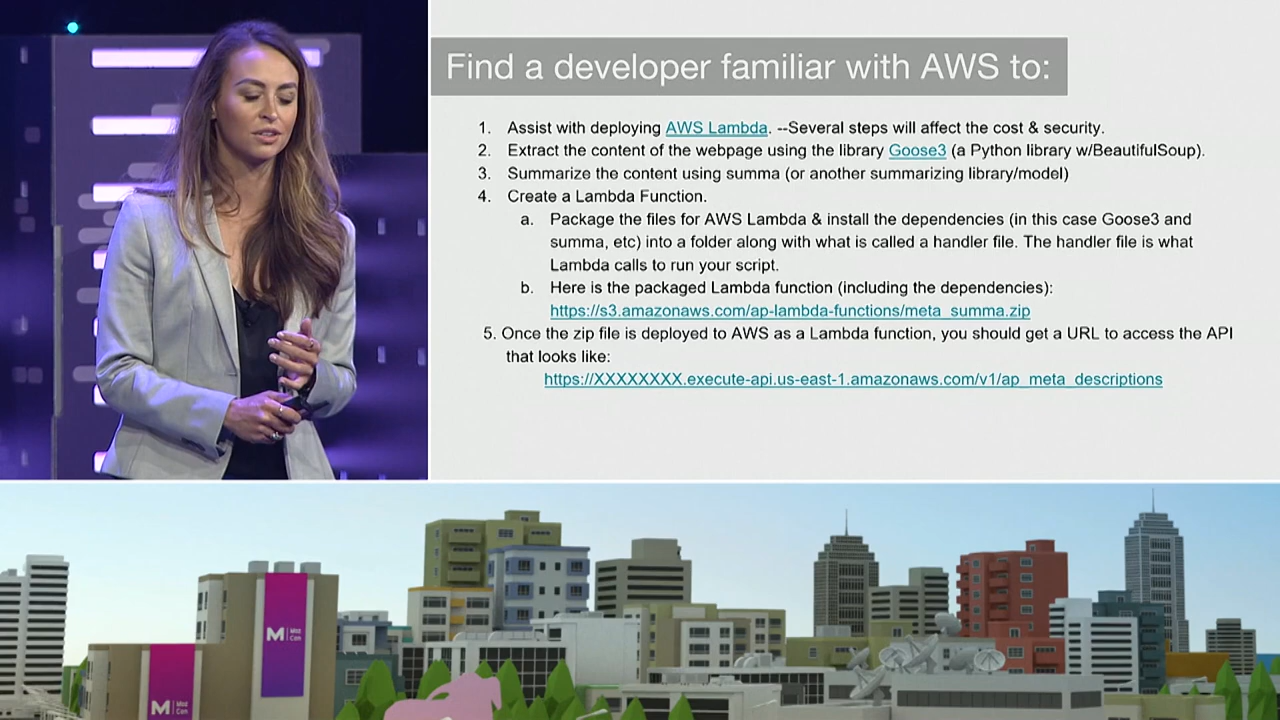 Find a developer familiar with AWS to:
1. Assist with deploying AWS Lambda. --Several steps will affect the cost & security.
2. Extract the content of the webpage using the library Goose3 (a Python library w/BeautifulSoup).
3. Summarize the content using summa (or another summarizing library/model)
4. Create a Lambda Function.
a. Package the files for AWS Lambda & install the dependencies (in this case Goose3 and
summa, etc) into a folder along with what is called a handler file. The handler file is what
Lambda calls to run your script.
b. Here is the packaged Lambda function (including the dependencies):
https://s3.amazonaws.com/ap-lambda-functions/meta_summa.zip
5. Once the zip file is deployed to AWS as a Lambda function, you should get a URL to access the API
that looks like:
https://XXXXXXXX.execute-api.us-east-1.amazonaws.com/v1/ap_meta_descriptions
M Moz
Con
M Moz
Con